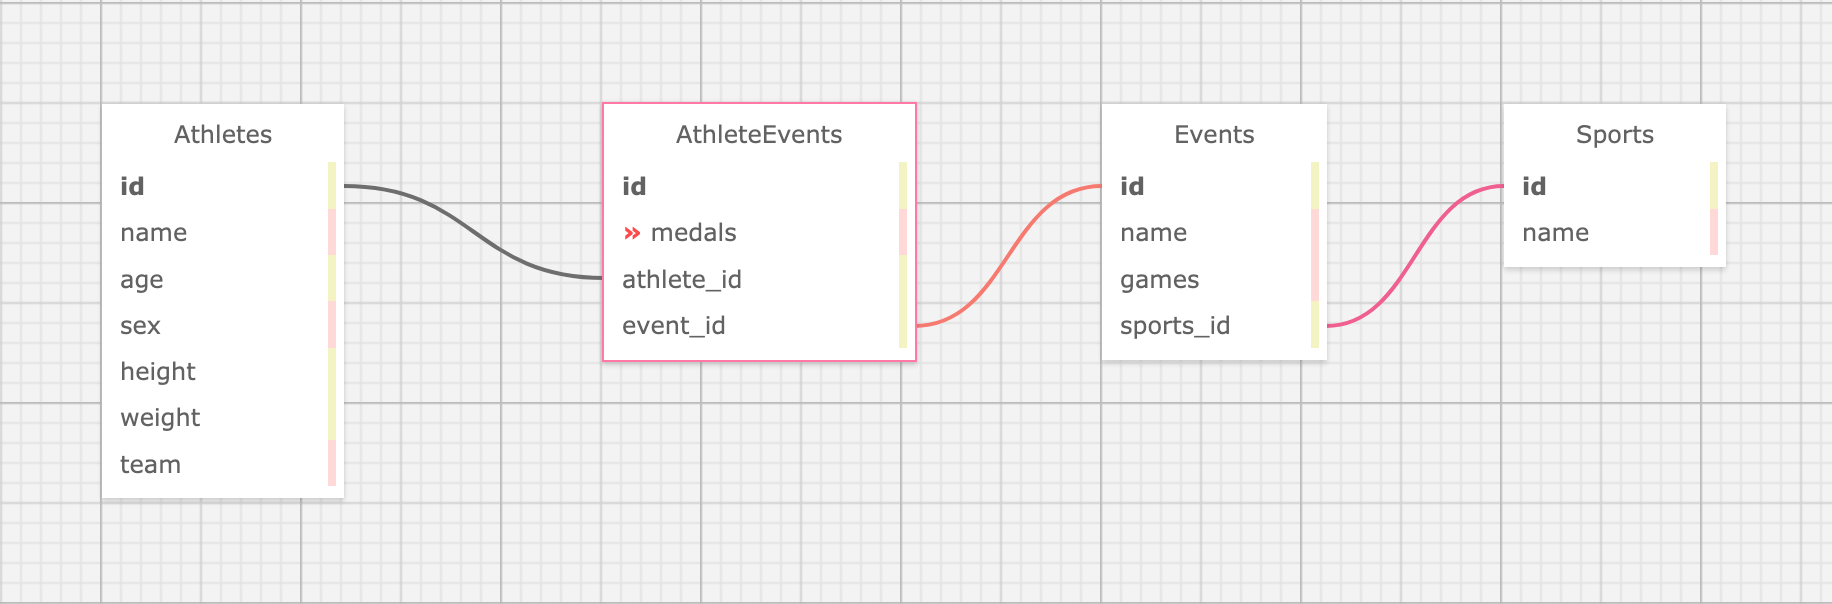 Athletes
id
name
age
sex
height
weight
team
AthleteEvents
id
» medals
athlete_id
event_id
Events
id
name
games
sports_id
Sports
id
name